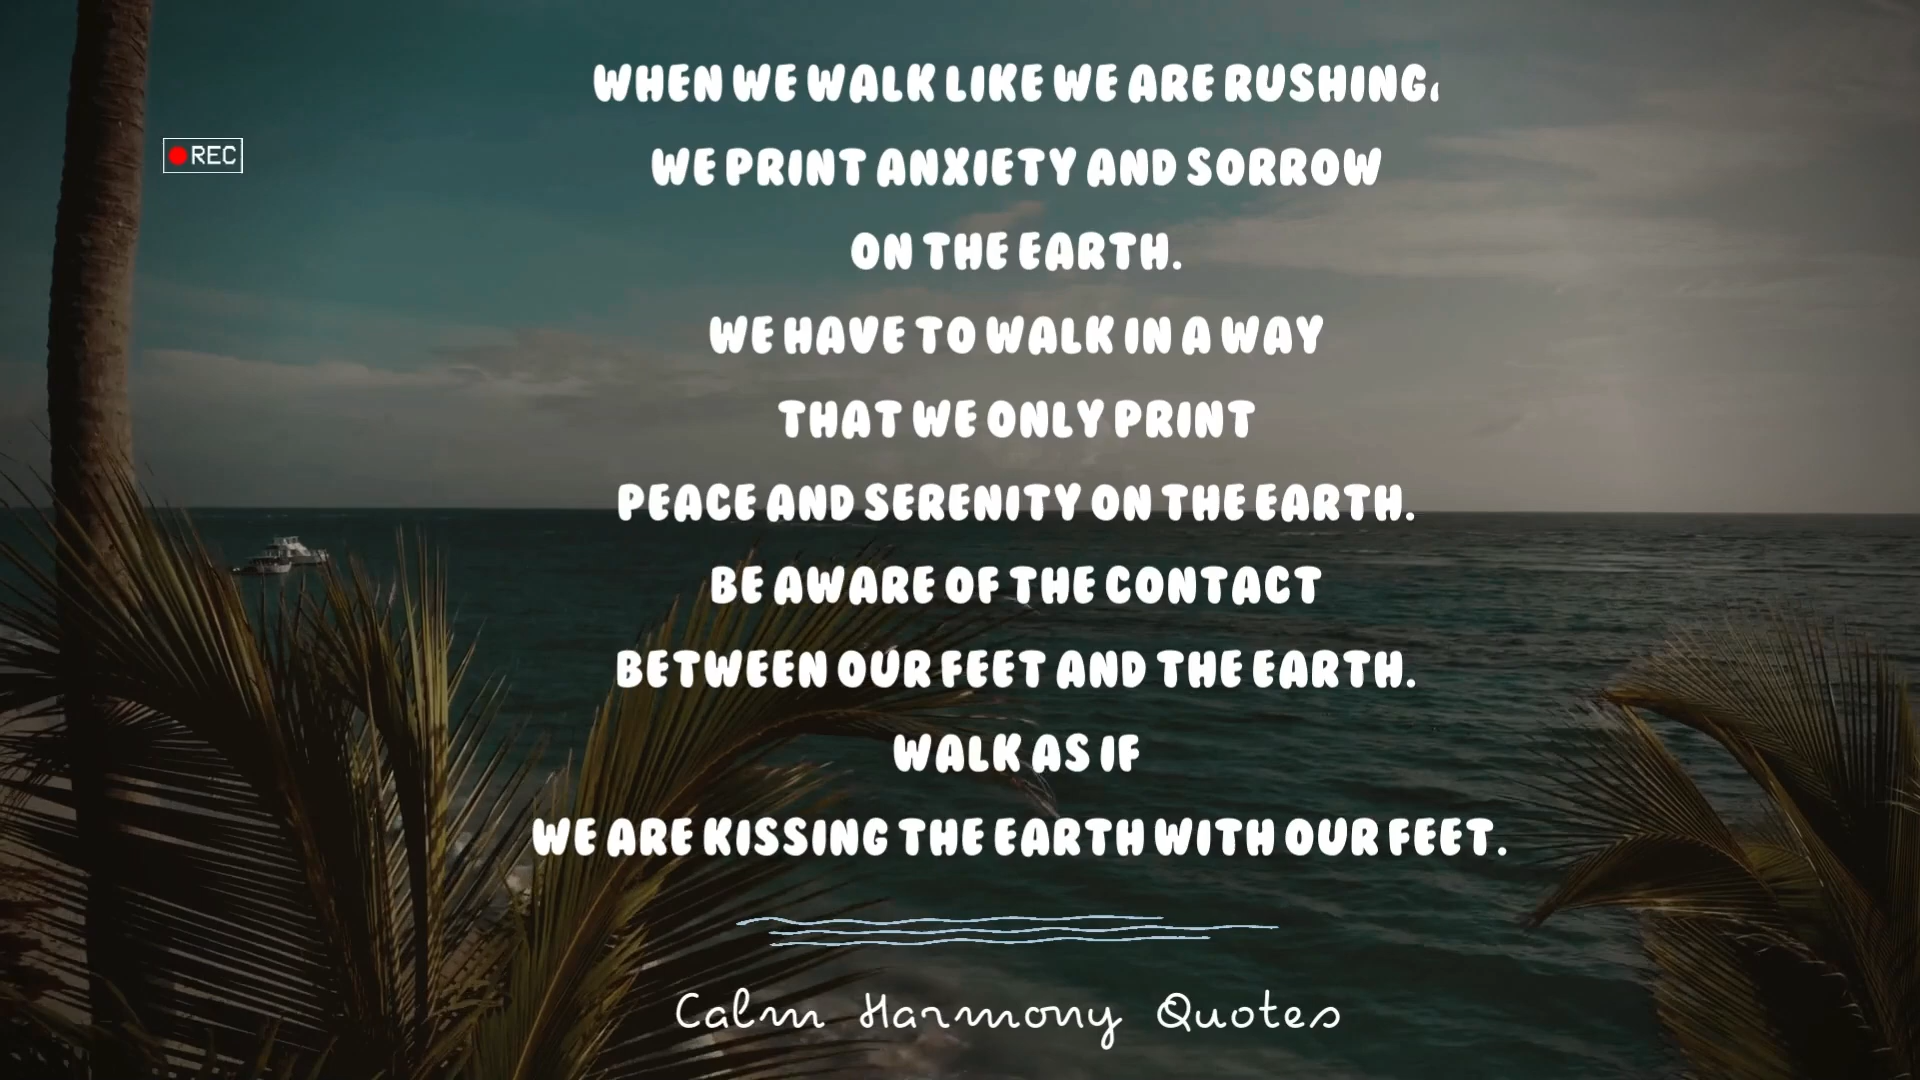 REC
WHEN WE WALK LIKE WE ARE RUSHING,
WE PRINT ANXIETY AND SORROW
ON THE EARTH.
WE HAVE TO WALK IN A WAY
THAT WE ONLY PRINT
PEACE AND SERENITY ON THE EARTH.
BE AWARE OF THE CONTACT
BETWEEN OUR FEET AND THE EARTH.
WALK AS IF
WE ARE KISSING THE EARTH WITH OUR FEET.
Calm Harmony Quotes